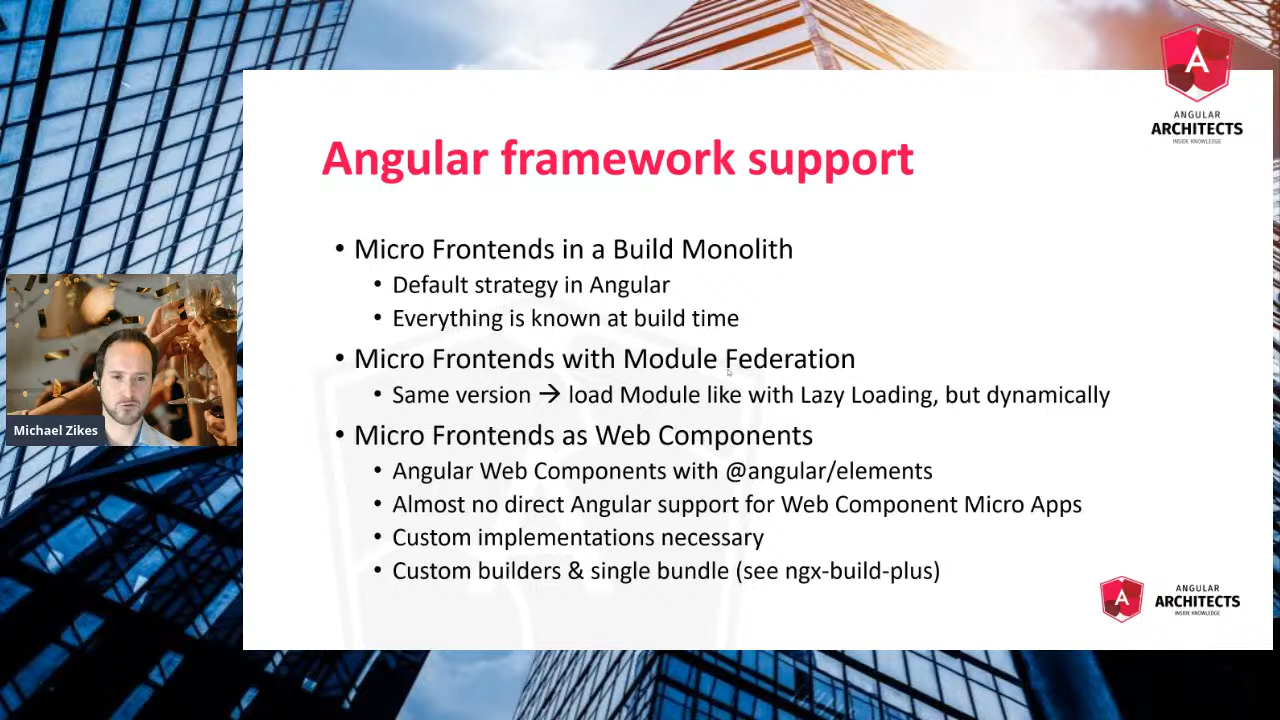 A
ANGULAR
ARCHITECTS
INSIDE KNOWLEDGE
Angular framework support
• Micro Frontends in a Build Monolith
• Default strategy in Angular
• Everything is known at build time
• Micro Frontends with Module Federation
• Same version → load Module like with Lazy Loading, but dynamically
• Micro Frontends as Web Components
• Angular Web Components with @angular/elements
• Almost no direct Angular support for Web Component Micro Apps
• Custom implementations necessary
• Custom builders & single bundle (see ngx-build-plus)
Michael Zikes
A
ANGULAR
ARCHITECTS
INSIDE KNOWLEDGE